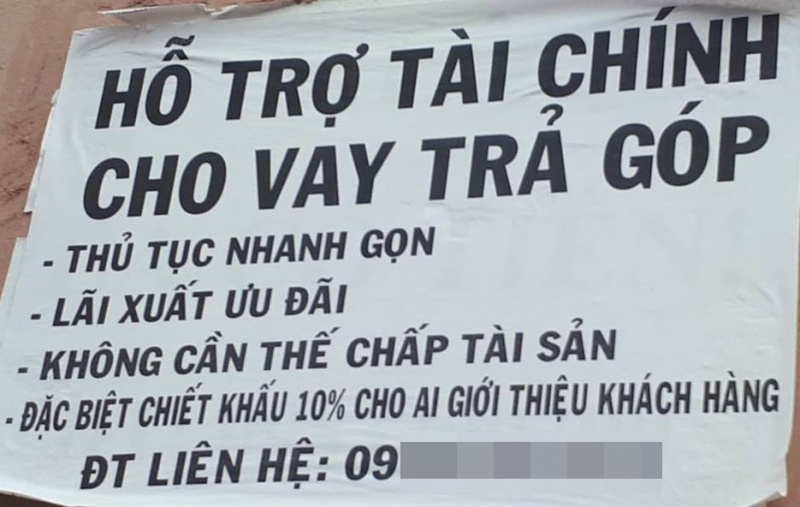 HỖ TRỢ TÀI CHÍNH
CHO VAY TRẢ GÓP
- THỦ TỤC NHANH GỌN
- LÃI XUẤT ƯU ĐÃI
- KHÔNG CẦN THẾ CHẤP TÀI SẢN
- ĐẶC BIỆT CHIẾT KHẤU 10% CHO AI GIỚI THIỆU KHÁCH HÀNG
ĐT LIÊN HỆ: 09